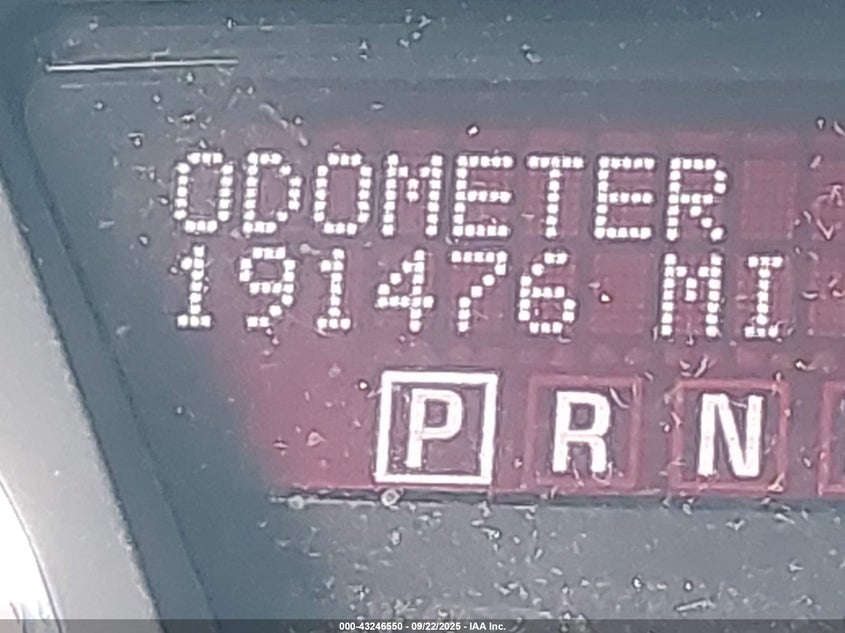 ODOMETER
191476 MI
P R N
000-43246550 - 09/22/2025 - IAA Inc.